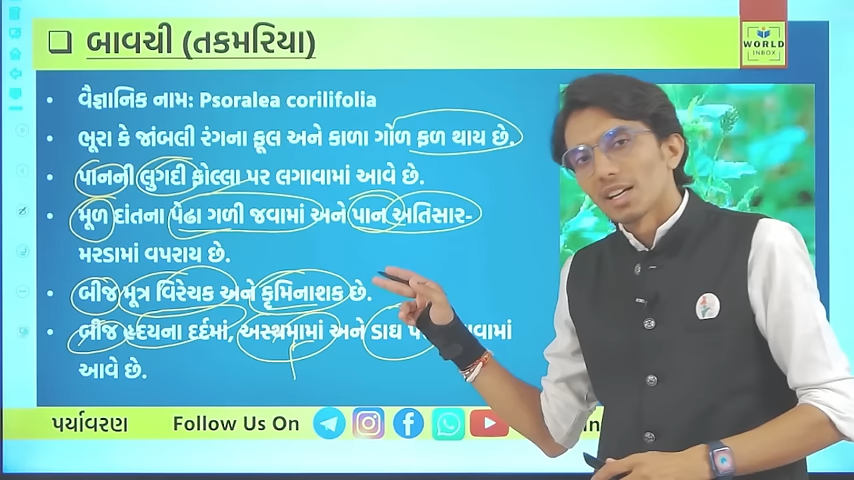 ❑ બાવચી (તકમરિયા)
WORLD
INBOX
• વૈજ્ઞાનિક નામ: Psoralea corilifolia
• ભૂરા કે જાંબલી રંગના ફૂલ અને કાળા ગોળ ફળ થાય છે.
• પાનની લુગદી ફોલ્લા પર લગાવામાં આવે છે.
• મૂળ દાંતના પેઢા ગળી જવામાં અને પાન અતિસાર-
મરડામાં વપરાય છે.
• બીજ મૂત્ર વિરેચક અને કૃમિનાશક છે.
• બીજ હૃદયના દર્દમાં, અસ્થમામાં અને ડાઘ
આવે છે.
પર્યાવરણ Follow Us On